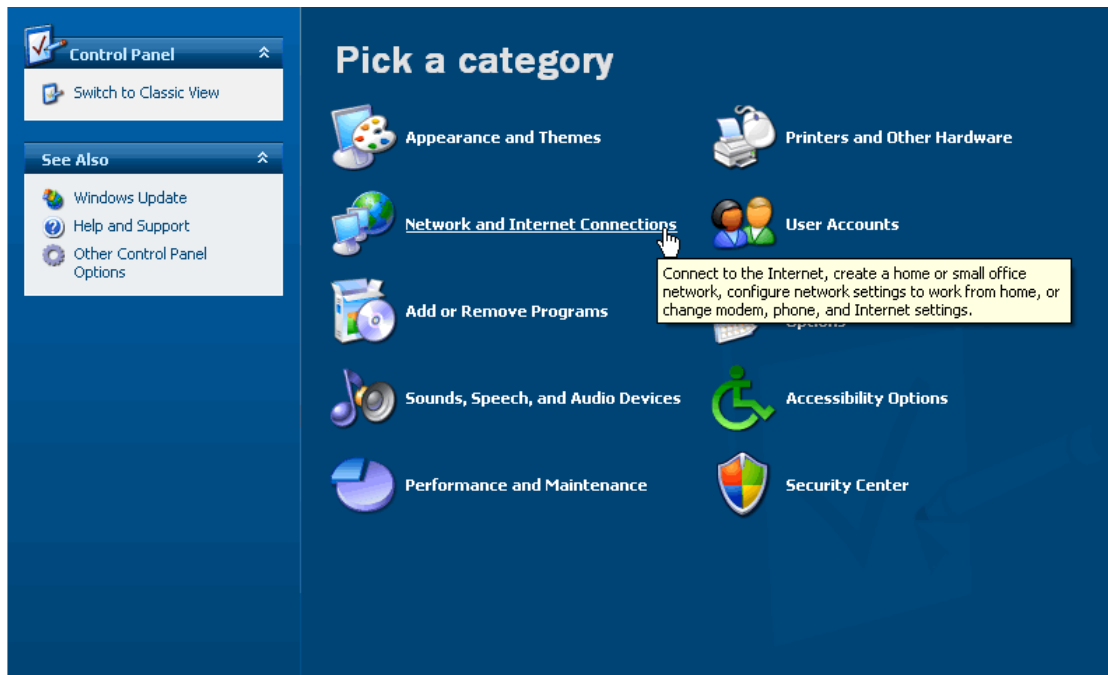 Control Panel
Switch to Classic View
See Also
Windows Update
Help and Support
Other Control Panel
Options
Pick a category
Appearance and Themes
Printers and Other Hardware
Network and Internet Connections
User Accounts
Connect to the Internet, create a home or small office
network, configure network settings to work from home, or
change modem, phone, and Internet settings.
Add or Remove Programs
Options
Sounds, Speech, and Audio Devices
Accessibility Options
Performance and Maintenance
Security Center